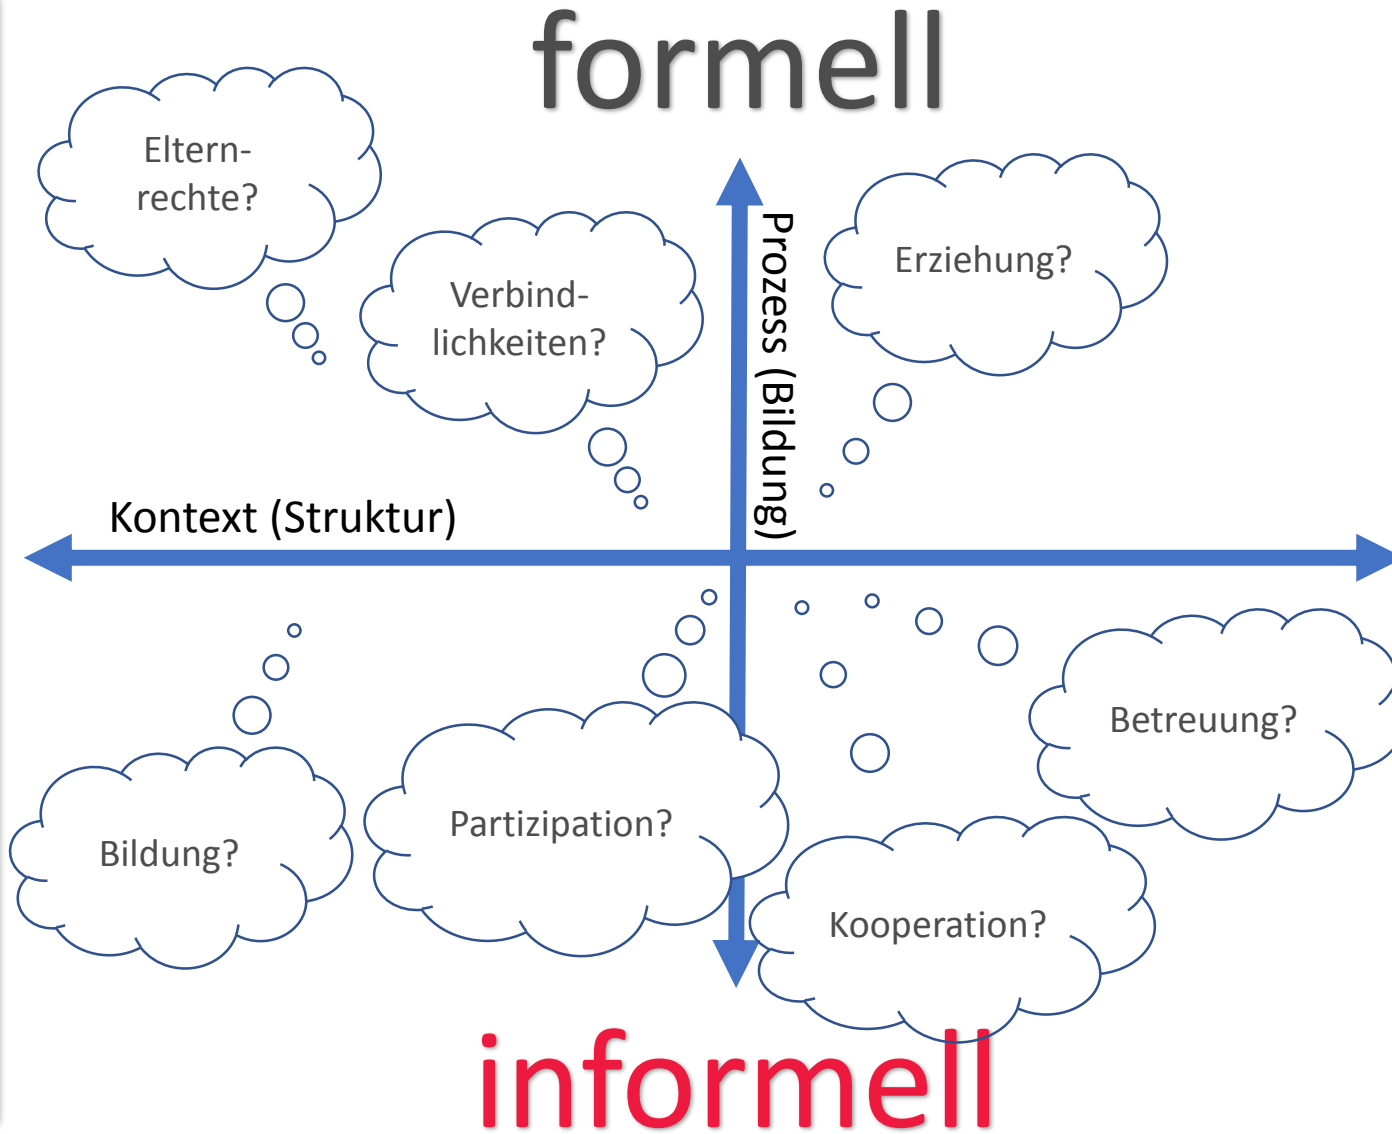 formell
Eltern-
rechte?
Verbind-
lichkeiten?
Prozess (Bildung)
Erziehung?
Kontext (Struktur)
Betreuung?
Bildung?
Partizipation?
Kooperation?
informell